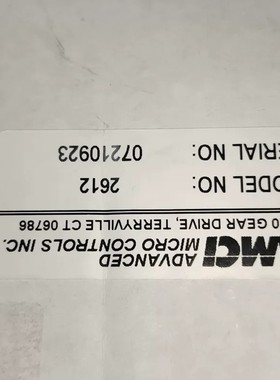 MCI ADVANCED
MICRO CONTROLS INC.
0 GEAR DRIVE, TERRYVILLE CT 06786
ODEL NO: 2612
ERIAL NO: 07210923